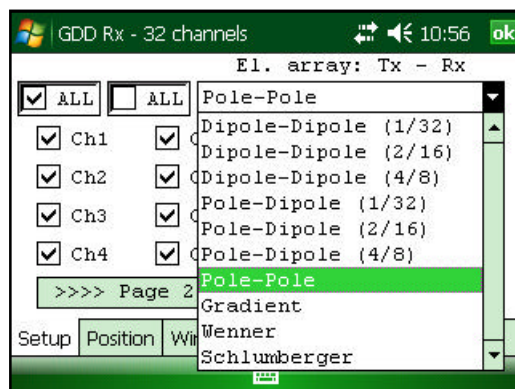 GDD Rx - 32 channels 10:56 ok
El. array: Tx - Rx
ALL ALL Pole-Pole
Dipole-Dipole (1/32)
Ch1 Dipole-Dipole (2/16)
Ch2 Dipole-Dipole (4/8)
Pole-Dipole (1/32)
Ch3 Pole-Dipole (2/16)
Ch4 Pole-Dipole (4/8)
>>>> Page 2 Pole-Pole
Gradient
Setup Position Wi Wenner
Schlumberger